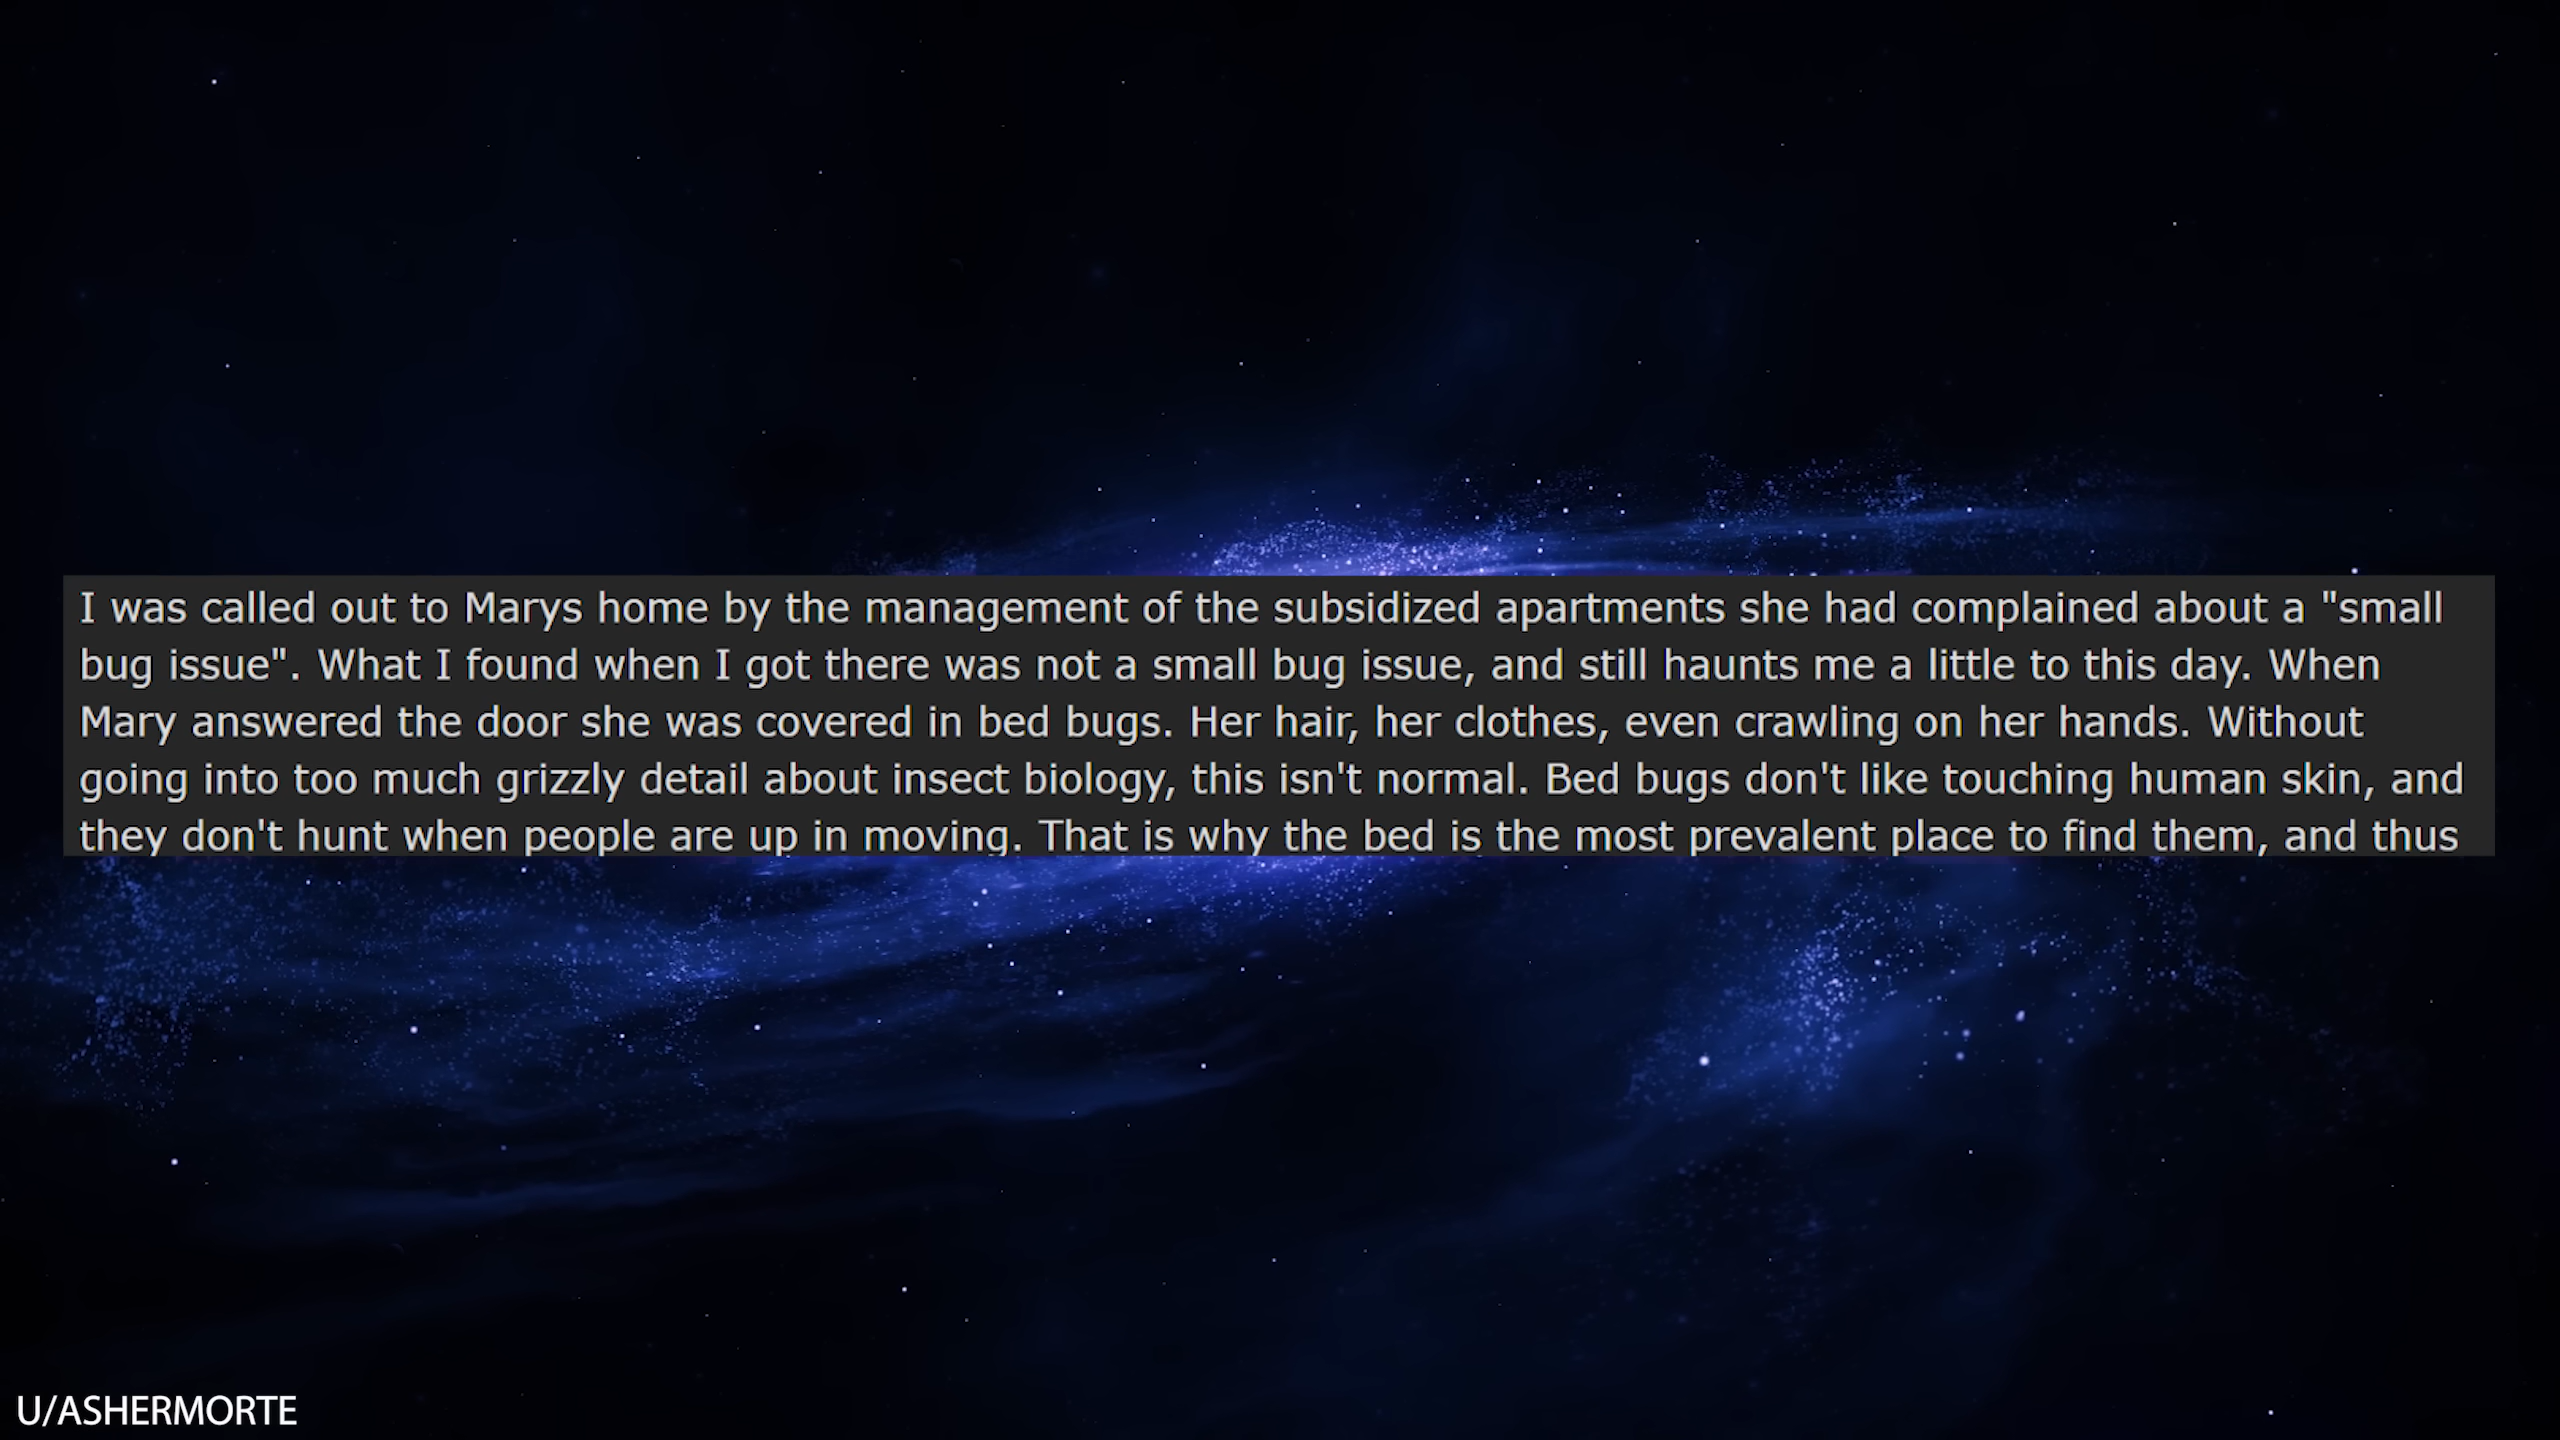 I was called out to Marys home by the management of the subsidized apartments she had complained about a "small
bug issue". What I found when I got there was not a small bug issue, and still haunts me a little to this day. When
Mary answered the door she was covered in bed bugs. Her hair, her clothes, even crawling on her hands. Without
going into too much grizzly detail about insect biology, this isn't normal. Bed bugs don't like touching human skin, and
they don't hunt when people are up in moving. That is why the bed is the most prevalent place to find them, and thus
U/ASHERMORTE